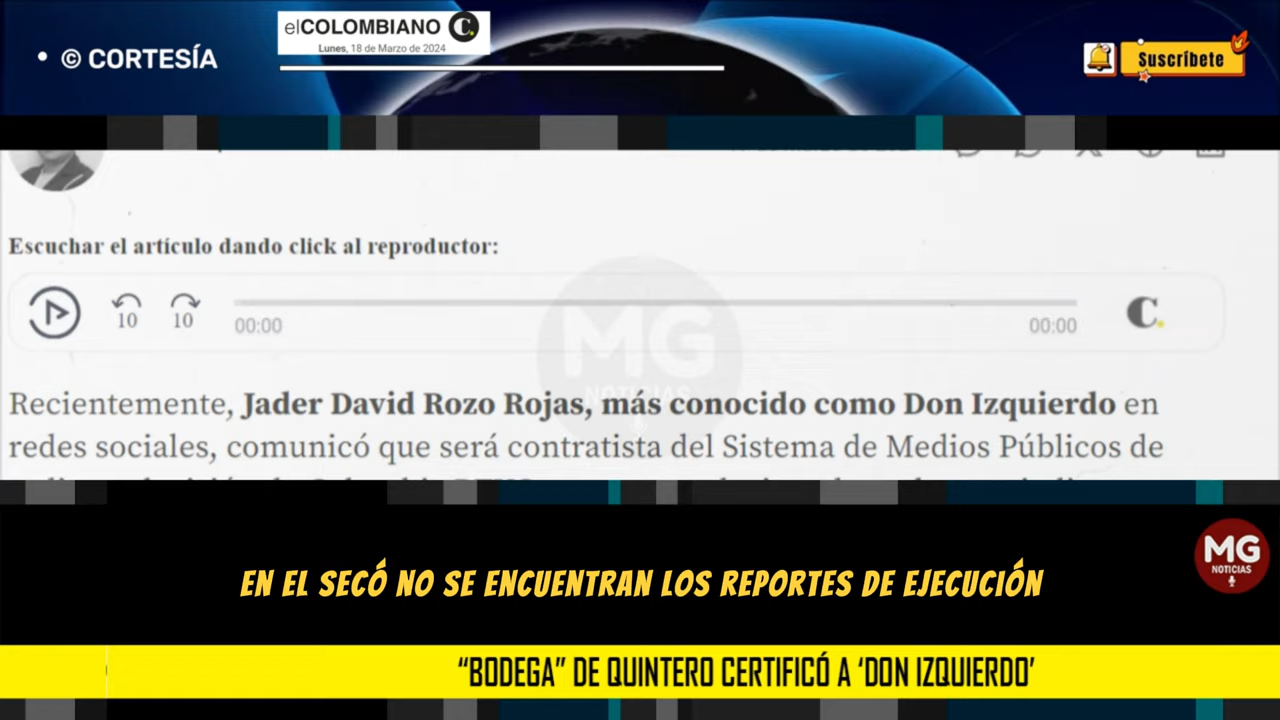 elCOLOMBIANO C.
Lunes, 18 de Marzo de 2024
• © CORTESÍA
Suscríbete
Escuchar el artículo dando click al reproductor:
10 10 00:00 00:00 C.
MG
NOTICIAS
Recientemente, Jader David Rozo Rojas, más conocido como Don Izquierdo en
redes sociales, comunicó que será contratista del Sistema de Medios Públicos de
MG
NOTICIAS
EN EL SECÓ NO SE ENCUENTRAN LOS REPORTES DE EJECUCIÓN
“BODEGA” DE QUINTERO CERTIFICÓ A ‘DON IZQUIERDO’